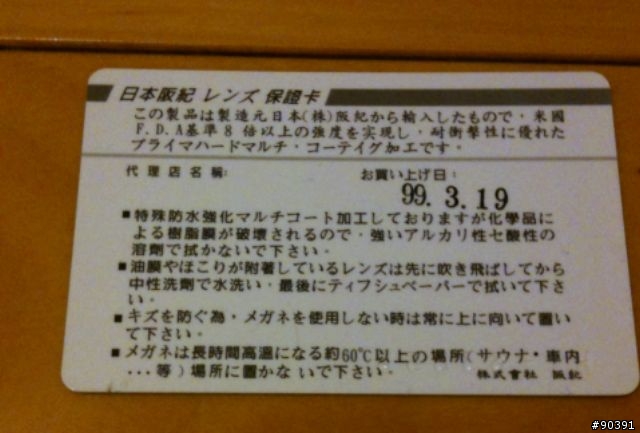 日本阪紀 レンズ 保證卡
この製品は製造元日本(株)阪紀から輸入したもので，米國
F.D.A基準8倍以上の強度を実現し，耐衝撃性に優れた
プライマハードマルチ・コーテイグ加工です。
代理店名稱:
お買い上げ日:
99.3.19
■特殊防水強化マルチコート加工しておりますが化學品に
よる樹脂膜が破壞されるので，強いアルカリ性セ酸性の
溶劑で拭かないで下さい。
■油膜やほこりが附著しているレンズは先に吹き飛ばしてから
中性洗劑で水洗い，最後にティフシュペーパーで拭いて下さ
い。
■キズを防ぐ為，メガネを使用しない時は常に上に向いて置い
て下さい。
■メガネは長時間高温になる約60℃以上の場所(サウナ・車内
...等)場所に置かな いで下さい。
株式會社 阪紀
#90391